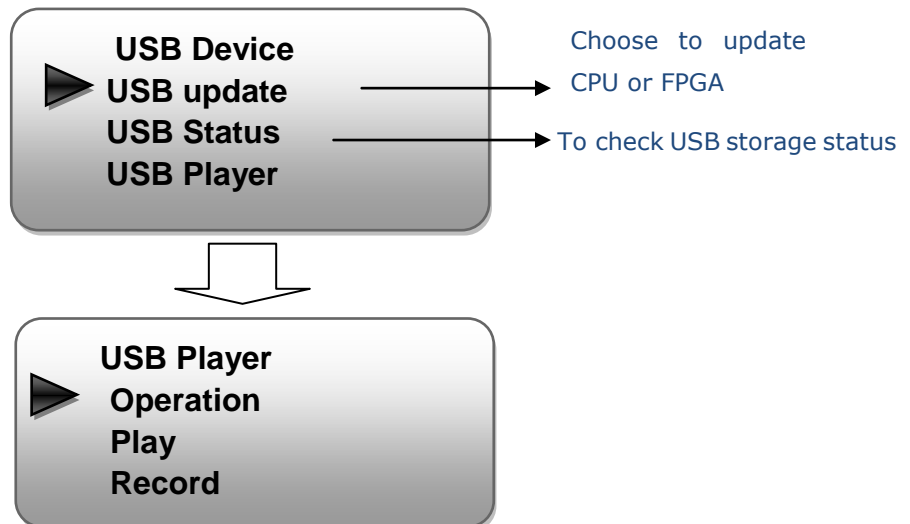 USB Device
USB update
USB Status
USB Player
Choose to update
CPU or FPGA
To check USB storage status
USB Player
Operation
Play
Record